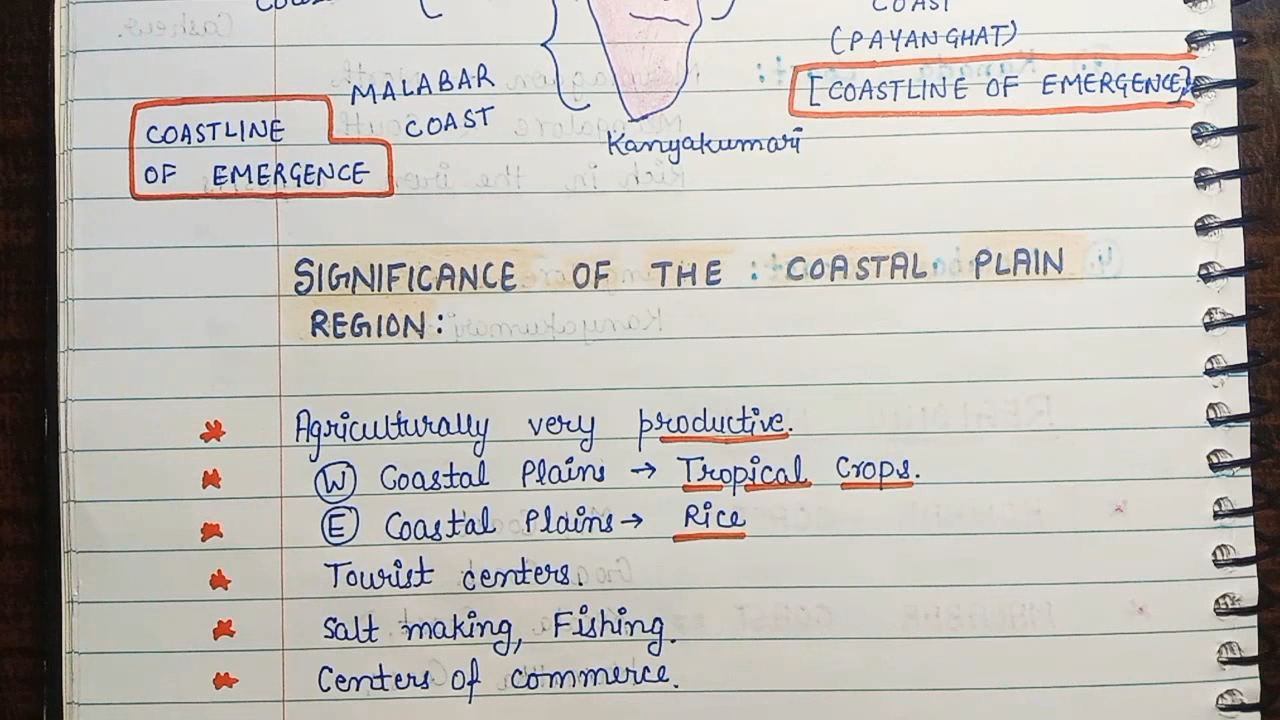 COAST
(PAYANGHAT)
[COASTLINE OF EMERGENCE]
MALABAR
COAST
COASTLINE
OF EMERGENCE
Kanyakumari
SIGNIFICANCE OF THE COASTAL PLAIN
REGION:
Agriculturally very productive.
(W) Coastal Plains → Tropical Crops.
(E) Coastal Plains → Rice
Tourist centers.
Salt making, Fishing.
Centers of commerce.